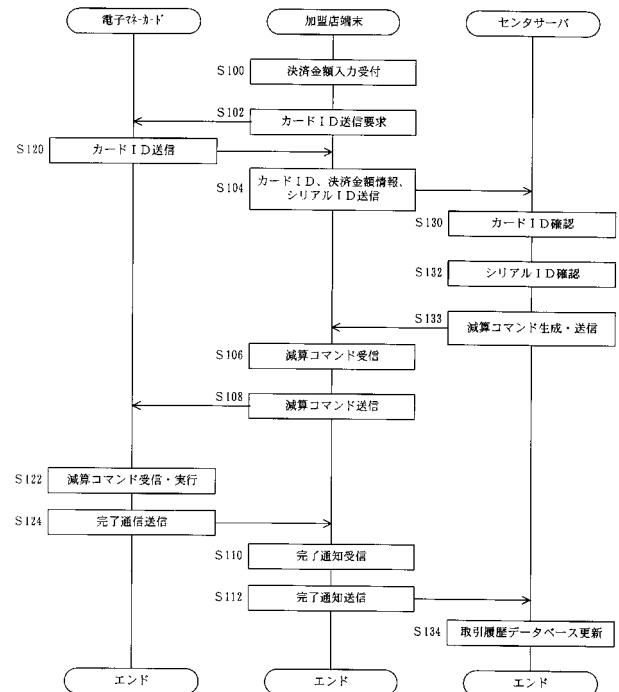 電子マネーカード
加盟店端末
センタサーバ
S100
決済金額入力受付
S102
カードID送信要求
S120
カードID送信
S104
カードID、決済金額情報、
シリアルID送信
S130
カードID確認
S132
シリアルID確認
S133
減算コマンド生成・送信
S106
減算コマンド受信
S108
減算コマンド送信
S122
減算コマンド受信・実行
S124
完了通信送信
S110
完了通知受信
S112
完了通知送信
S134
取引履歴データベース更新
エンド
エンド
エンド